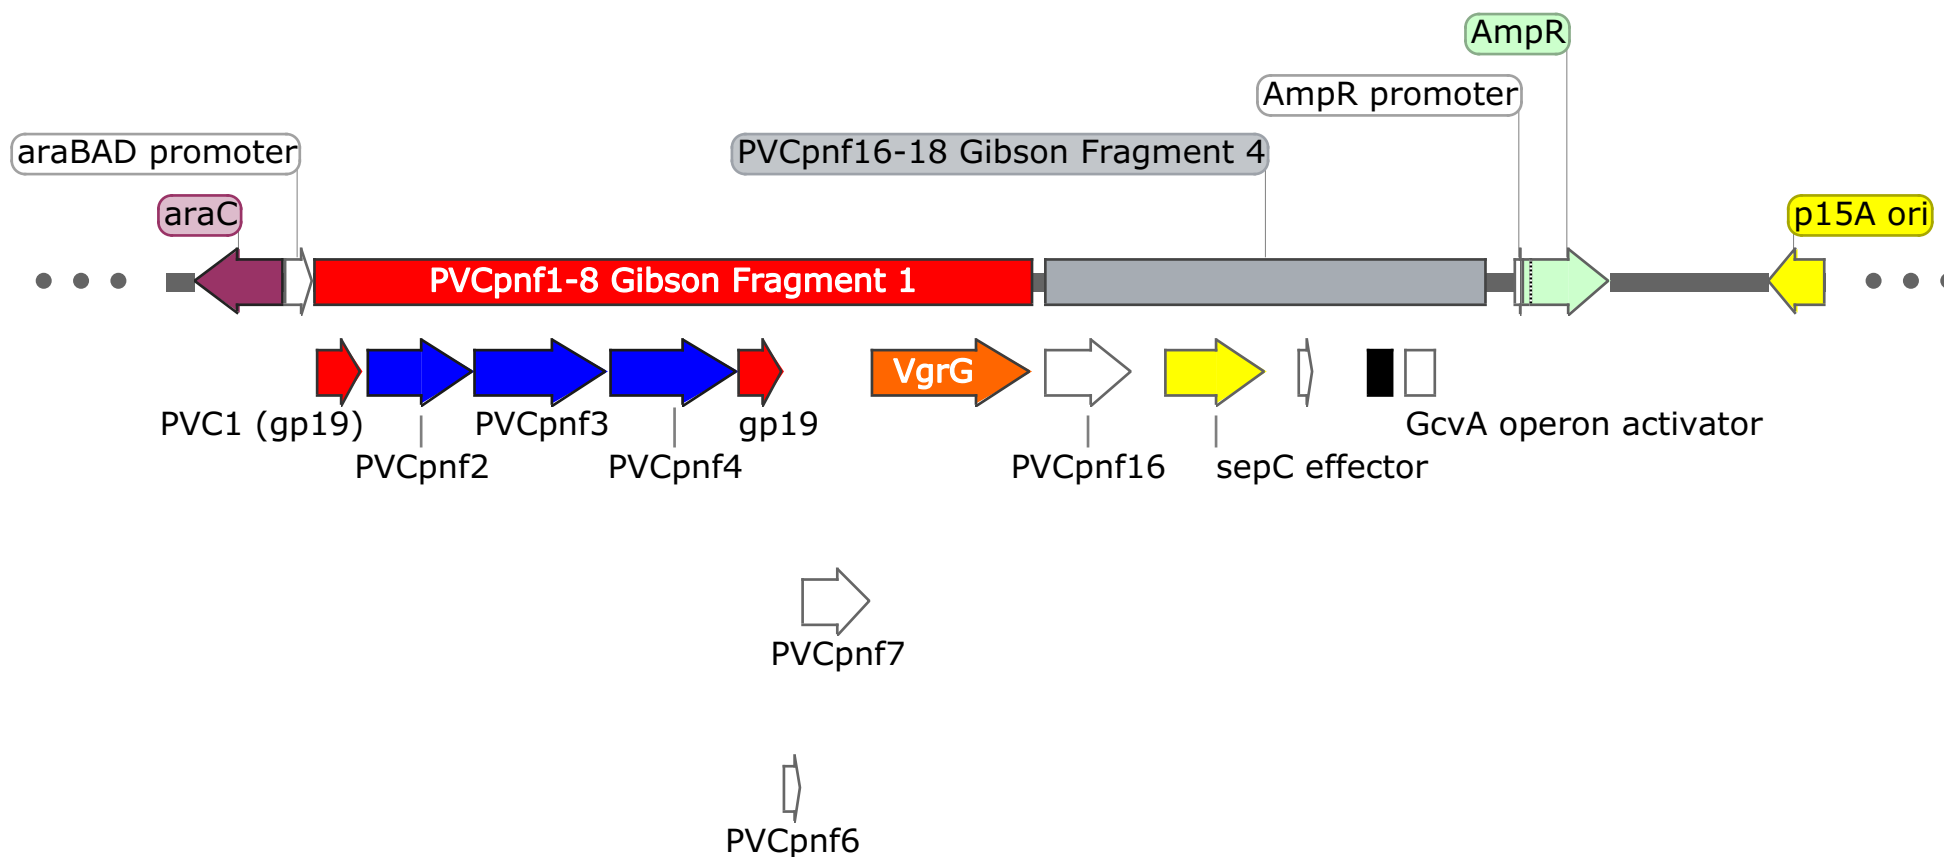 AmpR
AmpR promoter
araBAD promoter
PVCpnf16-18 Gibson Fragment 4
araC
p15A ori
PVCpnf1-8 Gibson Fragment 1
VgrG
PVC1 (gp19)
PVCpnf3
gp19
GcvA operon activator
PVCpnf2
PVCpnf4
PVCpnf16
sepC effector
PVCpnf7
PVCpnf6